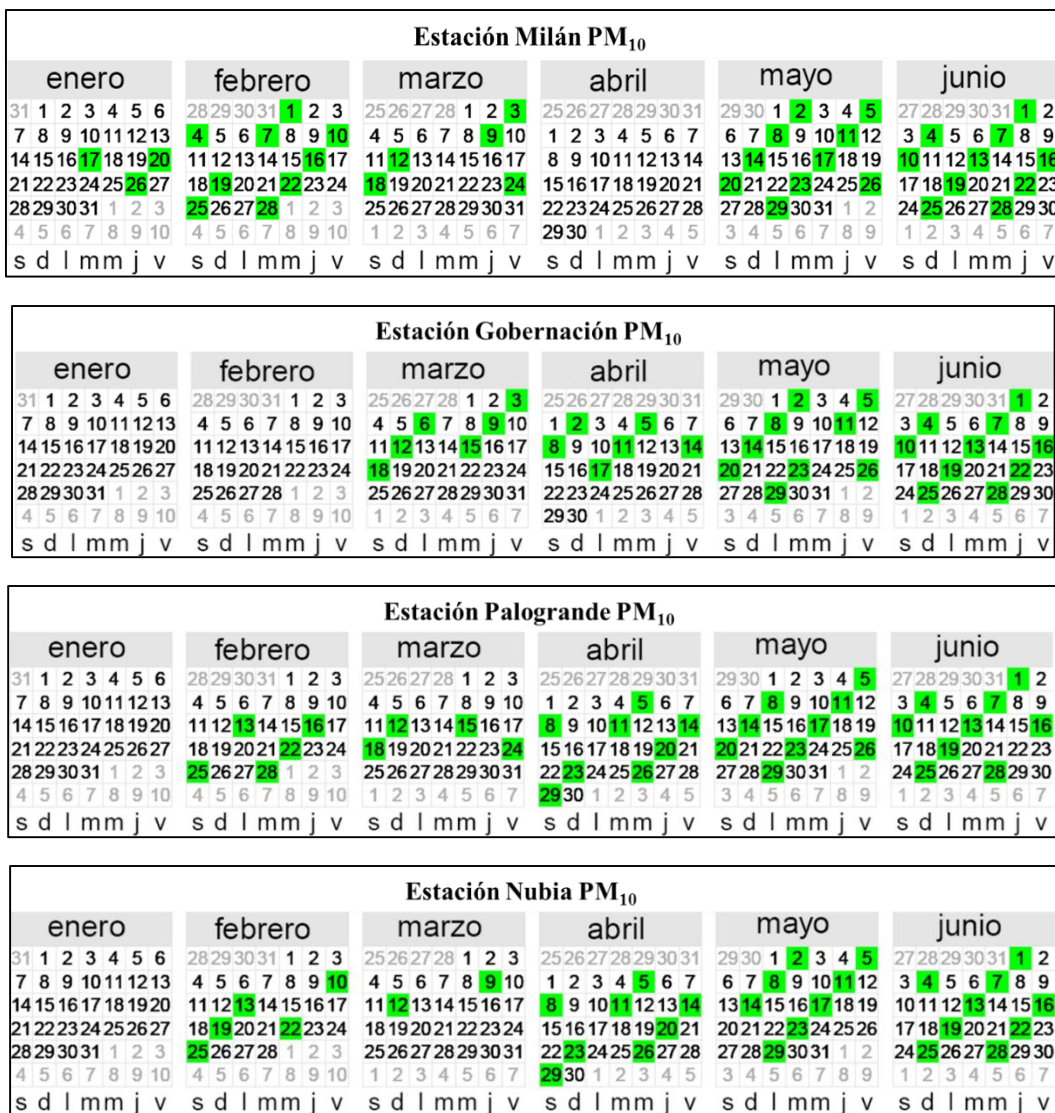 Estación Milán PM₁₀
enero febrero marzo abril mayo junio
31 1 2 3 4 5 6 28 29 30 31 1 2 3 25 26 27 28 1 2 3 25 26 27 28 29 30 31 29 30 1 2 3 4 5 27 28 29 30 31 1 2
7 8 9 10 11 12 13 4 5 6 7 8 9 10 4 5 6 7 8 9 10 1 2 3 4 5 6 7 6 7 8 9 10 11 12 3 4 5 6 7 8 9
14 15 16 17 18 19 20 11 12 13 14 15 16 17 11 12 13 14 15 16 17 8 9 10 11 12 13 14 13 14 15 16 17 18 19 10 11 12 13 14 15 16
21 22 23 24 25 26 27 18 19 20 21 22 23 24 18 19 20 21 22 23 24 15 16 17 18 19 20 21 20 21 22 23 24 25 26 17 18 19 20 21 22 23
28 29 30 31 1 2 3 25 26 27 28 1 2 3 25 26 27 28 29 30 31 22 23 24 25 26 27 28 27 28 29 30 31 1 2 24 25 26 27 28 29 30
4 5 6 7 8 9 10 4 5 6 7 8 9 10 1 2 3 4 5 6 7 29 30 1 2 3 4 5 3 4 5 6 7 8 9 1 2 3 4 5 6 7
s d l m m j v s d l m m j v s d l m m j v s d l m m j v s d l m m j v s d l m m j v
Estación Gobernación PM₁₀
enero febrero marzo abril mayo junio
31 1 2 3 4 5 6 28 29 30 31 1 2 3 25 26 27 28 1 2 3 25 26 27 28 29 30 31 29 30 1 2 3 4 5 27 28 29 30 31 1 2
7 8 9 10 11 12 13 4 5 6 7 8 9 10 4 5 6 7 8 9 10 1 2 3 4 5 6 7 6 7 8 9 10 11 12 3 4 5 6 7 8 9
14 15 16 17 18 19 20 11 12 13 14 15 16 17 11 12 13 14 15 16 17 8 9 10 11 12 13 14 13 14 15 16 17 18 19 10 11 12 13 14 15 16
21 22 23 24 25 26 27 18 19 20 21 22 23 24 18 19 20 21 22 23 24 15 16 17 18 19 20 21 20 21 22 23 24 25 26 17 18 19 20 21 22 23
28 29 30 31 1 2 3 25 26 27 28 1 2 3 25 26 27 28 29 30 31 22 23 24 25 26 27 28 27 28 29 30 31 1 2 24 25 26 27 28 29 30
4 5 6 7 8 9 10 4 5 6 7 8 9 10 1 2 3 4 5 6 7 29 30 1 2 3 4 5 3 4 5 6 7 8 9 1 2 3 4 5 6 7
s d l m m j v s d l m m j v s d l m m j v s d l m m j v s d l m m j v s d l m m j v
Estación Palogrande PM₁₀
enero febrero marzo abril mayo junio
31 1 2 3 4 5 6 28 29 30 31 1 2 3 25 26 27 28 1 2 3 25 26 27 28 29 30 31 29 30 1 2 3 4 5 27 28 29 30 31 1 2
7 8 9 10 11 12 13 4 5 6 7 8 9 10 4 5 6 7 8 9 10 1 2 3 4 5 6 7 6 7 8 9 10 11 12 3 4 5 6 7 8 9
14 15 16 17 18 19 20 11 12 13 14 15 16 17 11 12 13 14 15 16 17 8 9 10 11 12 13 14 13 14 15 16 17 18 19 10 11 12 13 14 15 16
21 22 23 24 25 26 27 18 19 20 21 22 23 24 18 19 20 21 22 23 24 15 16 17 18 19 20 21 20 21 22 23 24 25 26 17 18 19 20 21 22 23
28 29 30 31 1 2 3 25 26 27 28 1 2 3 25 26 27 28 29 30 31 22 23 24 25 26 27 28 27 28 29 30 31 1 2 24 25 26 27 28 29 30
4 5 6 7 8 9 10 4 5 6 7 8 9 10 1 2 3 4 5 6 7 29 30 1 2 3 4 5 3 4 5 6 7 8 9 1 2 3 4 5 6 7
s d l m m j v s d l m m j v s d l m m j v s d l m m j v s d l m m j v s d l m m j v
Estación Nubia PM₁₀
enero febrero marzo abril mayo junio
31 1 2 3 4 5 6 28 29 30 31 1 2 3 25 26 27 28 1 2 3 25 26 27 28 29 30 31 29 30 1 2 3 4 5 27 28 29 30 31 1 2
7 8 9 10 11 12 13 4 5 6 7 8 9 10 4 5 6 7 8 9 10 1 2 3 4 5 6 7 6 7 8 9 10 11 12 3 4 5 6 7 8 9
14 15 16 17 18 19 20 11 12 13 14 15 16 17 11 12 13 14 15 16 17 8 9 10 11 12 13 14 13 14 15 16 17 18 19 10 11 12 13 14 15 16
21 22 23 24 25 26 27 18 19 20 21 22 23 24 18 19 20 21 22 23 24 15 16 17 18 19 20 21 20 21 22 23 24 25 26 17 18 19 20 21 22 23
28 29 30 31 1 2 3 25 26 27 28 1 2 3 25 26 27 28 29 30 31 22 23 24 25 26 27 28 27 28 29 30 31 1 2 24 25 26 27 28 29 30
4 5 6 7 8 9 10 4 5 6 7 8 9 10 1 2 3 4 5 6 7 29 30 1 2 3 4 5 3 4 5 6 7 8 9 1 2 3 4 5 6 7
s d l m m j v s d l m m j v s d l m m j v s d l m m j v s d l m m j v s d l m m j v